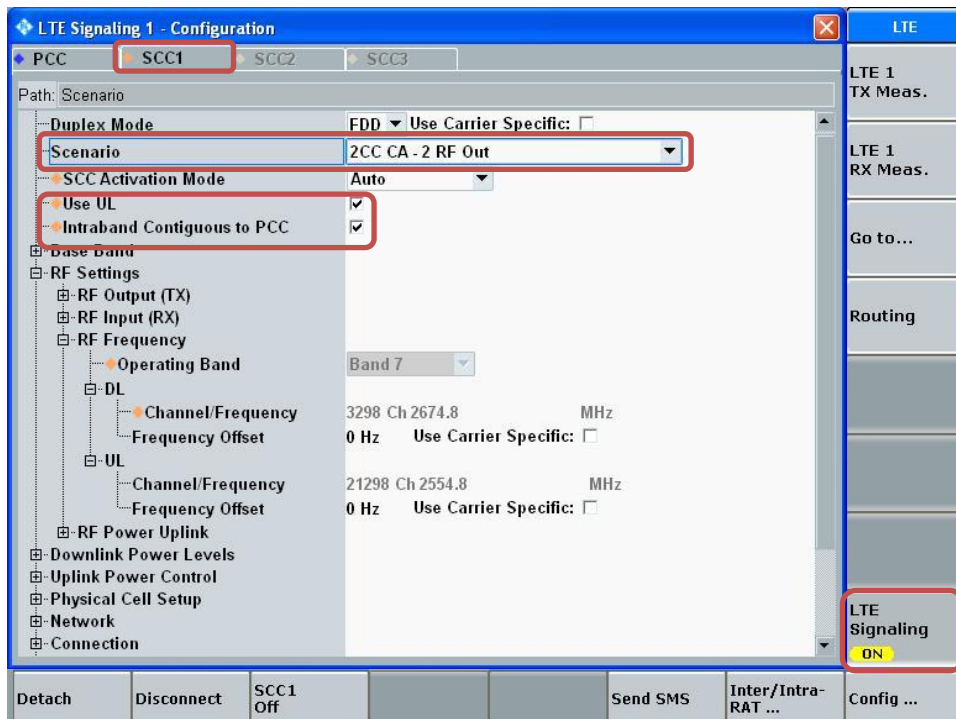 LTE Signaling 1 - Configuration
LTE
PCC SCC1 SCC2 SCC3
Path: Scenario
Duplex Mode FDD Use Carrier Specific:
Scenario 2CC CA - 2 RF Out
SCC Activation Mode Auto
Use UL
Intraband Contiguous to PCC
Base Band
RF Settings
RF Output (TX)
RF Input (RX)
RF Frequency
Operating Band Band 7
DL
Channel/Frequency 3298 Ch 2674.8 MHz
Frequency Offset 0 Hz Use Carrier Specific:
UL
Channel/Frequency 21298 Ch 2554.8 MHz
Frequency Offset 0 Hz Use Carrier Specific:
RF Power Uplink
Downlink Power Levels
Uplink Power Control
Physical Cell Setup
Network
Connection
LTE 1
TX Meas.
LTE 1
RX Meas.
Go to...
Routing
LTE
Signaling
ON
Detach
Disconnect
SCC1
Off
Send SMS
Inter/Intra-
RAT ...
Config ...